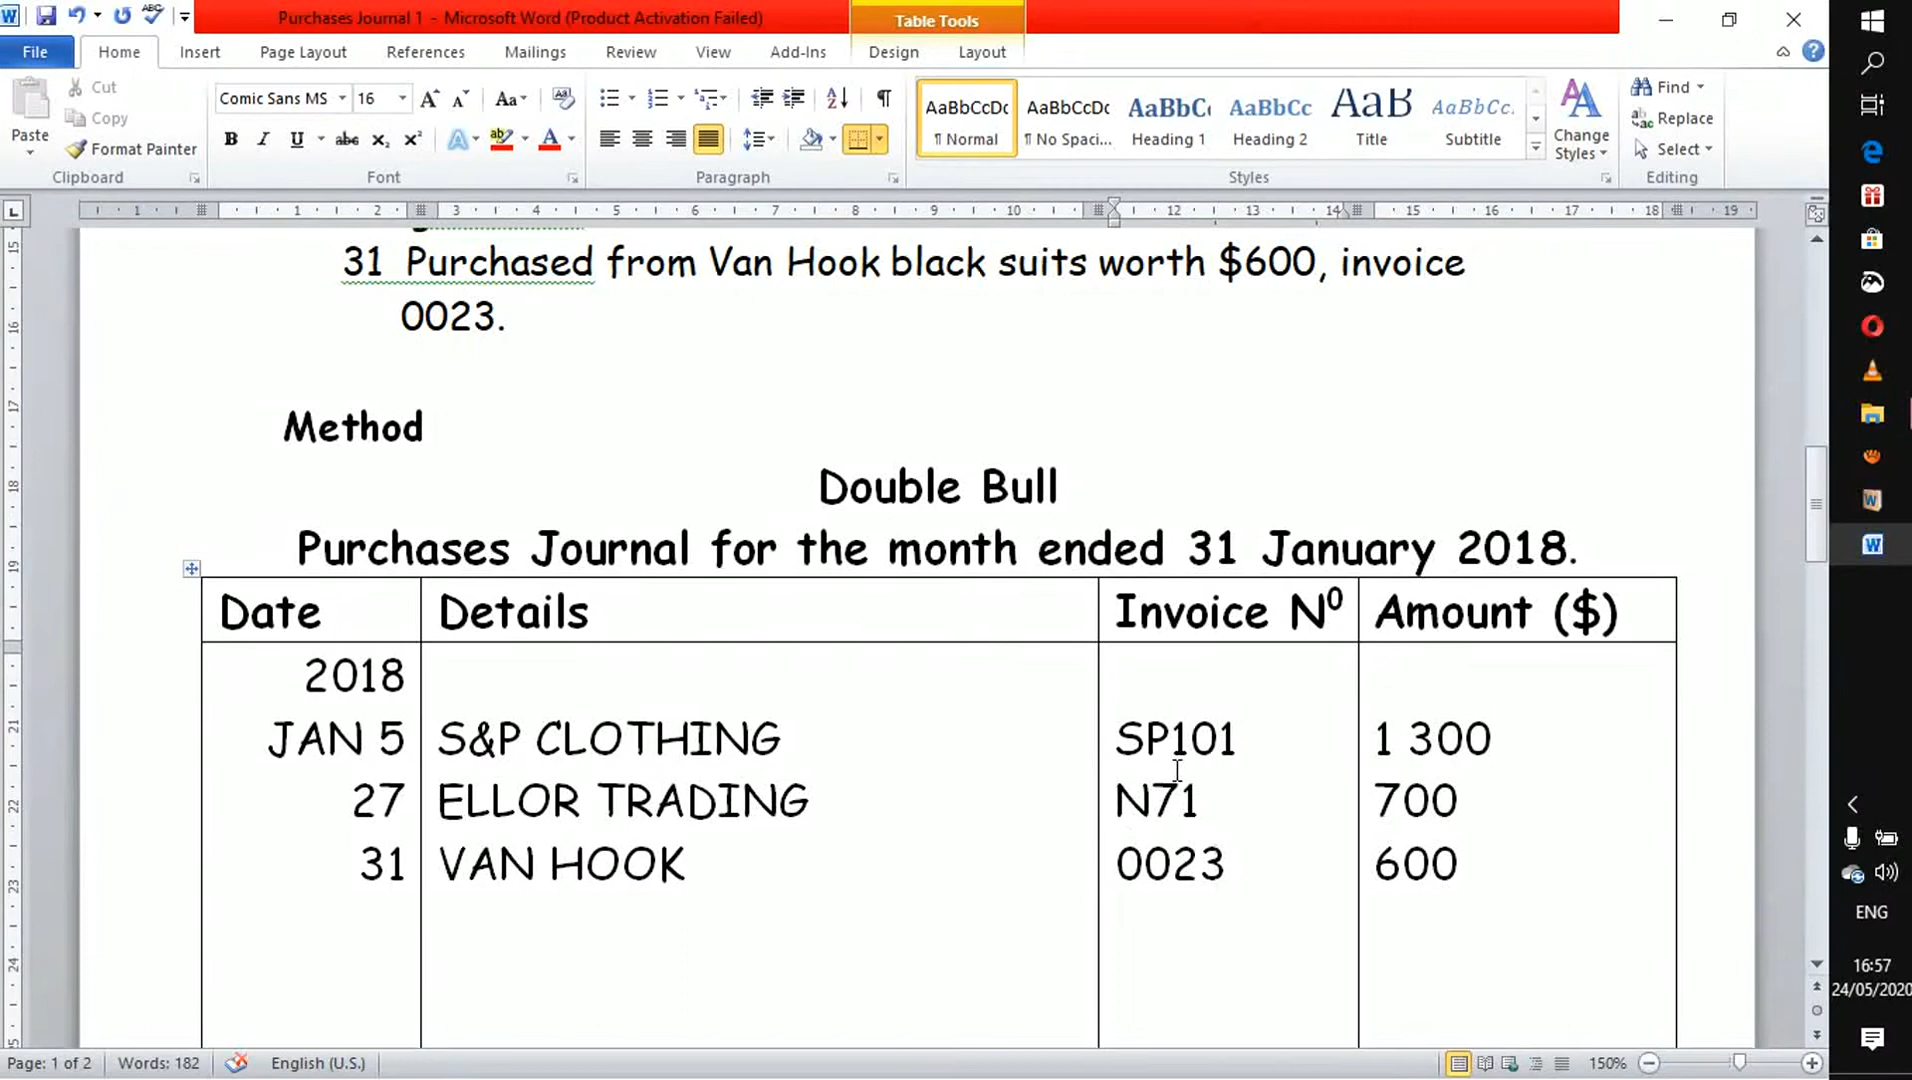 Purchases Journal 1 - Microsoft Word (Product Activation Failed)
Table Tools
File Home Insert Page Layout References Mailings Review View Add-Ins Design Layout
Cut
Copy
Format Painter
Paste
Clipboard
Comic Sans MS 16
Font
Paragraph
AaBbCcDc AaBbCcDc AaBbC AaBbCc AaB AaBbCc.
¶ Normal ¶ No Spaci... Heading 1 Heading 2 Title Subtitle
Change Styles
Styles
Find
Replace
Select
Editing
31 Purchased from Van Hook black suits worth $600, invoice
0023.
Method
Double Bull
Purchases Journal for the month ended 31 January 2018.
Date Details Invoice N⁰ Amount ($)
2018
JAN 5 S&P CLOTHING SP101 1 300
27 ELLOR TRADING N71 700
31 VAN HOOK 0023 600
ENG
16:57
24/05/2020
Page: 1 of 2 Words: 182 English (U.S.) 150%